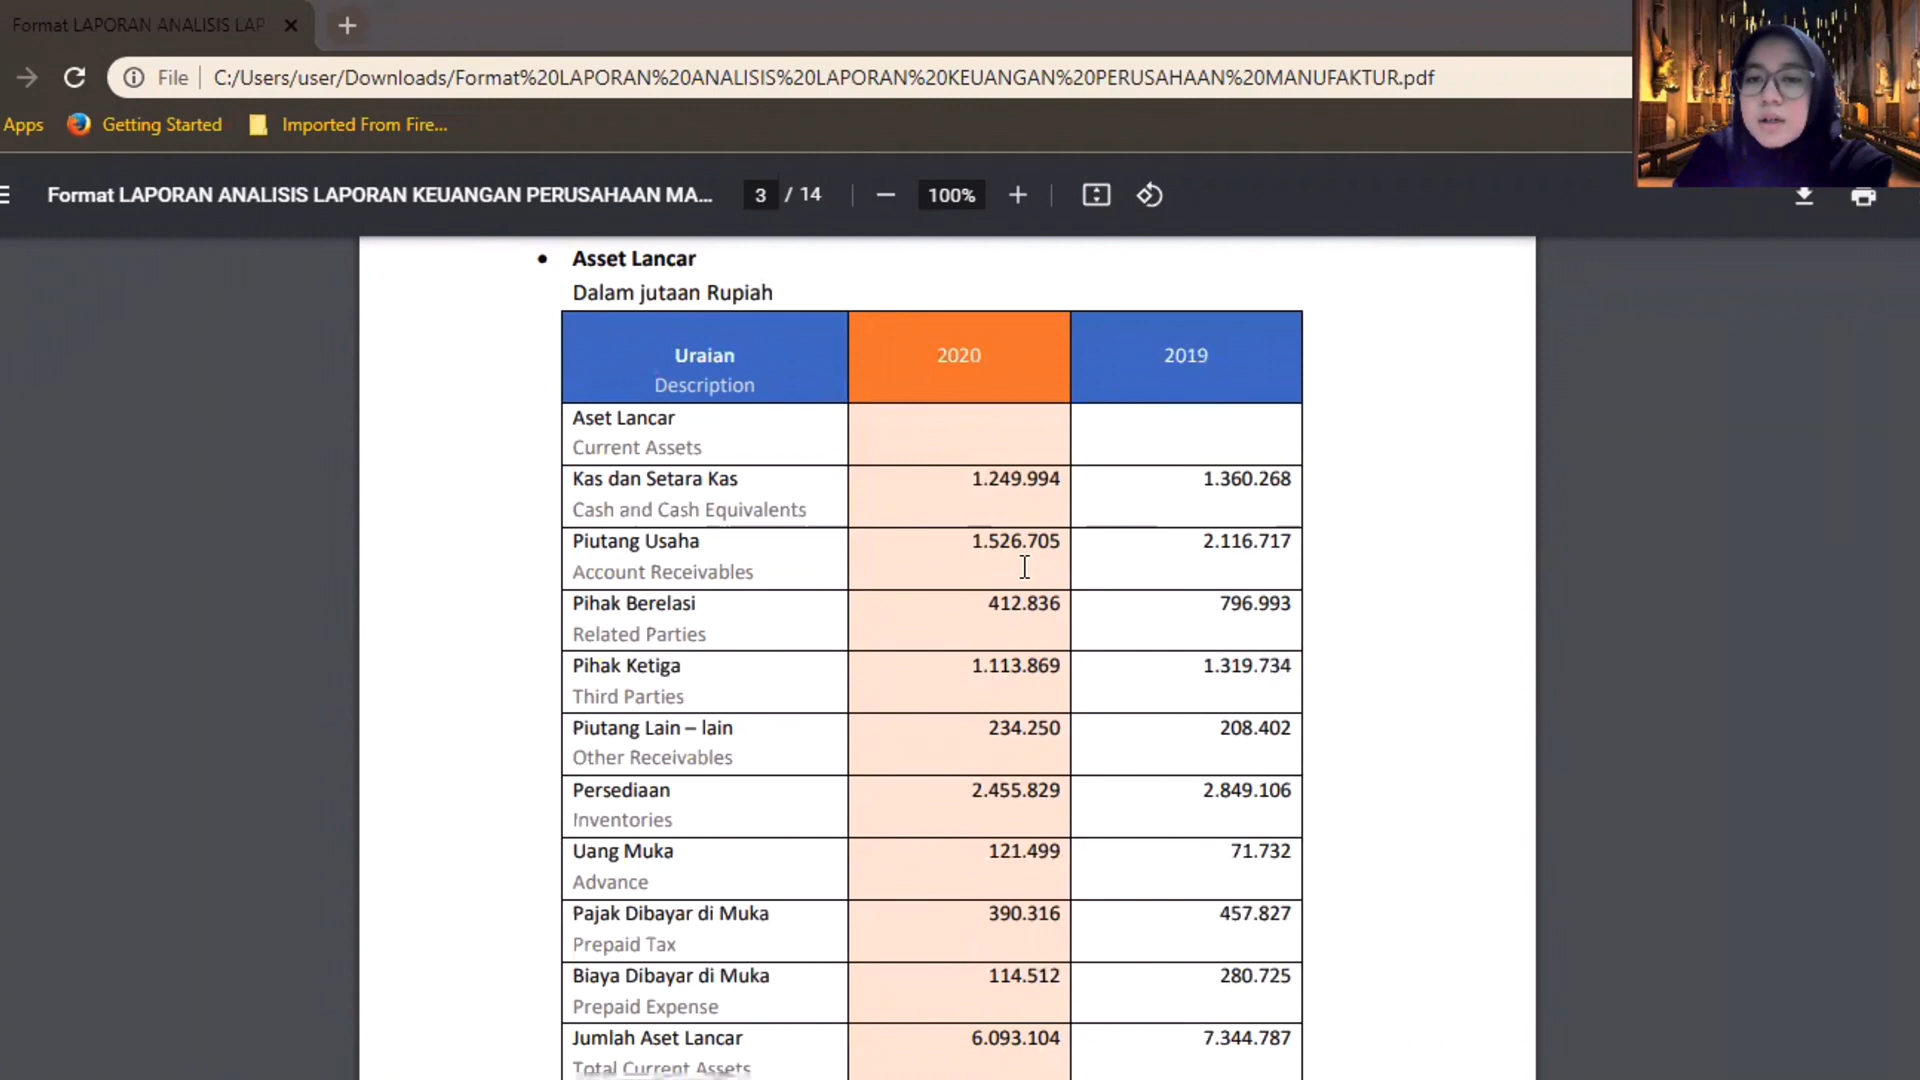 Format LAPORAN ANALISIS LAP
File
C:/Users/user/Downloads/Format%20LAPORAN%20ANALISIS%20LAPORAN%20KEUANGAN%20PERUSAHAAN%20MANUFAKTUR.pdf
Apps
Getting Started
Imported From Fire...
Format LAPORAN ANALISIS LAPORAN KEUANGAN PERUSAHAAN MA...
3 / 14
100%
• Asset Lancar
Dalam jutaan Rupiah
Uraian 2020 2019
Description
Aset Lancar
Current Assets
Kas dan Setara Kas 1.249.994 1.360.268
Cash and Cash Equivalents
Piutang Usaha 1.526.705 2.116.717
Account Receivables
Pihak Berelasi 412.836 796.993
Related Parties
Pihak Ketiga 1.113.869 1.319.734
Third Parties
Piutang Lain – lain 234.250 208.402
Other Receivables
Persediaan 2.455.829 2.849.106
Inventories
Uang Muka 121.499 71.732
Advance
Pajak Dibayar di Muka 390.316 457.827
Prepaid Tax
Biaya Dibayar di Muka 114.512 280.725
Prepaid Expense
Jumlah Aset Lancar 6.093.104 7.344.787
Total Current Assets